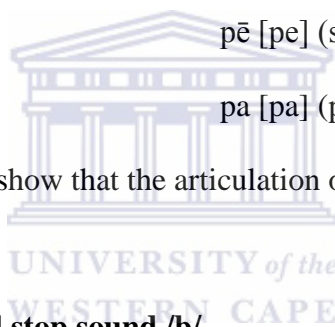 pē [pe] (s
pa [pa] (p
show that the articulation o
UNIVERSITY of the
WESTERN CAPE
stop sound /b/